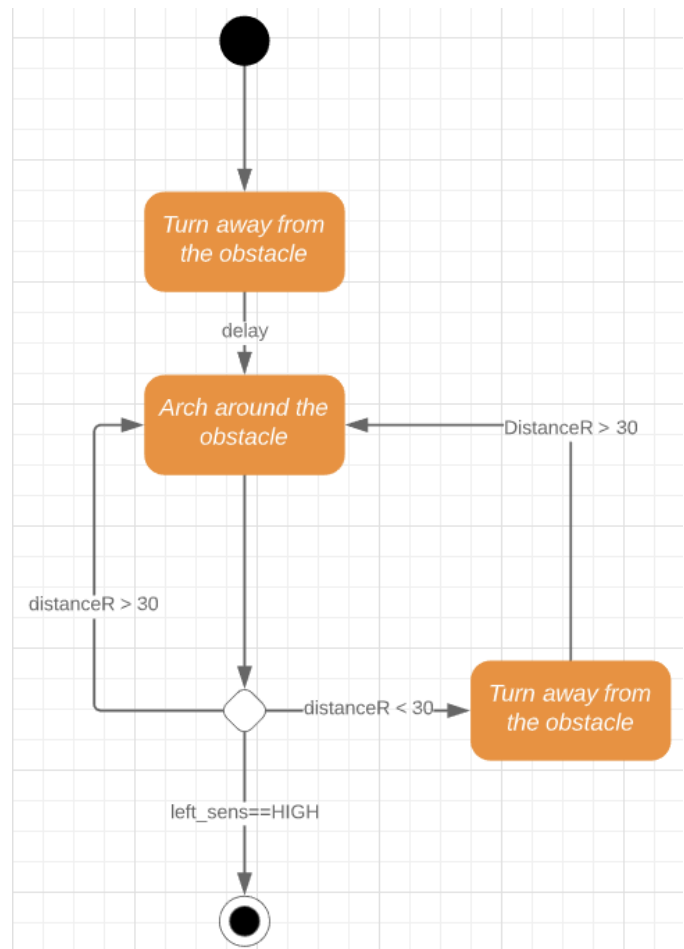 Turn away from
the obstacle
delay
Arch around the
obstacle
DistanceR > 30
distanceR > 30
distanceR < 30
Turn away from
the obstacle
left_sens==HIGH